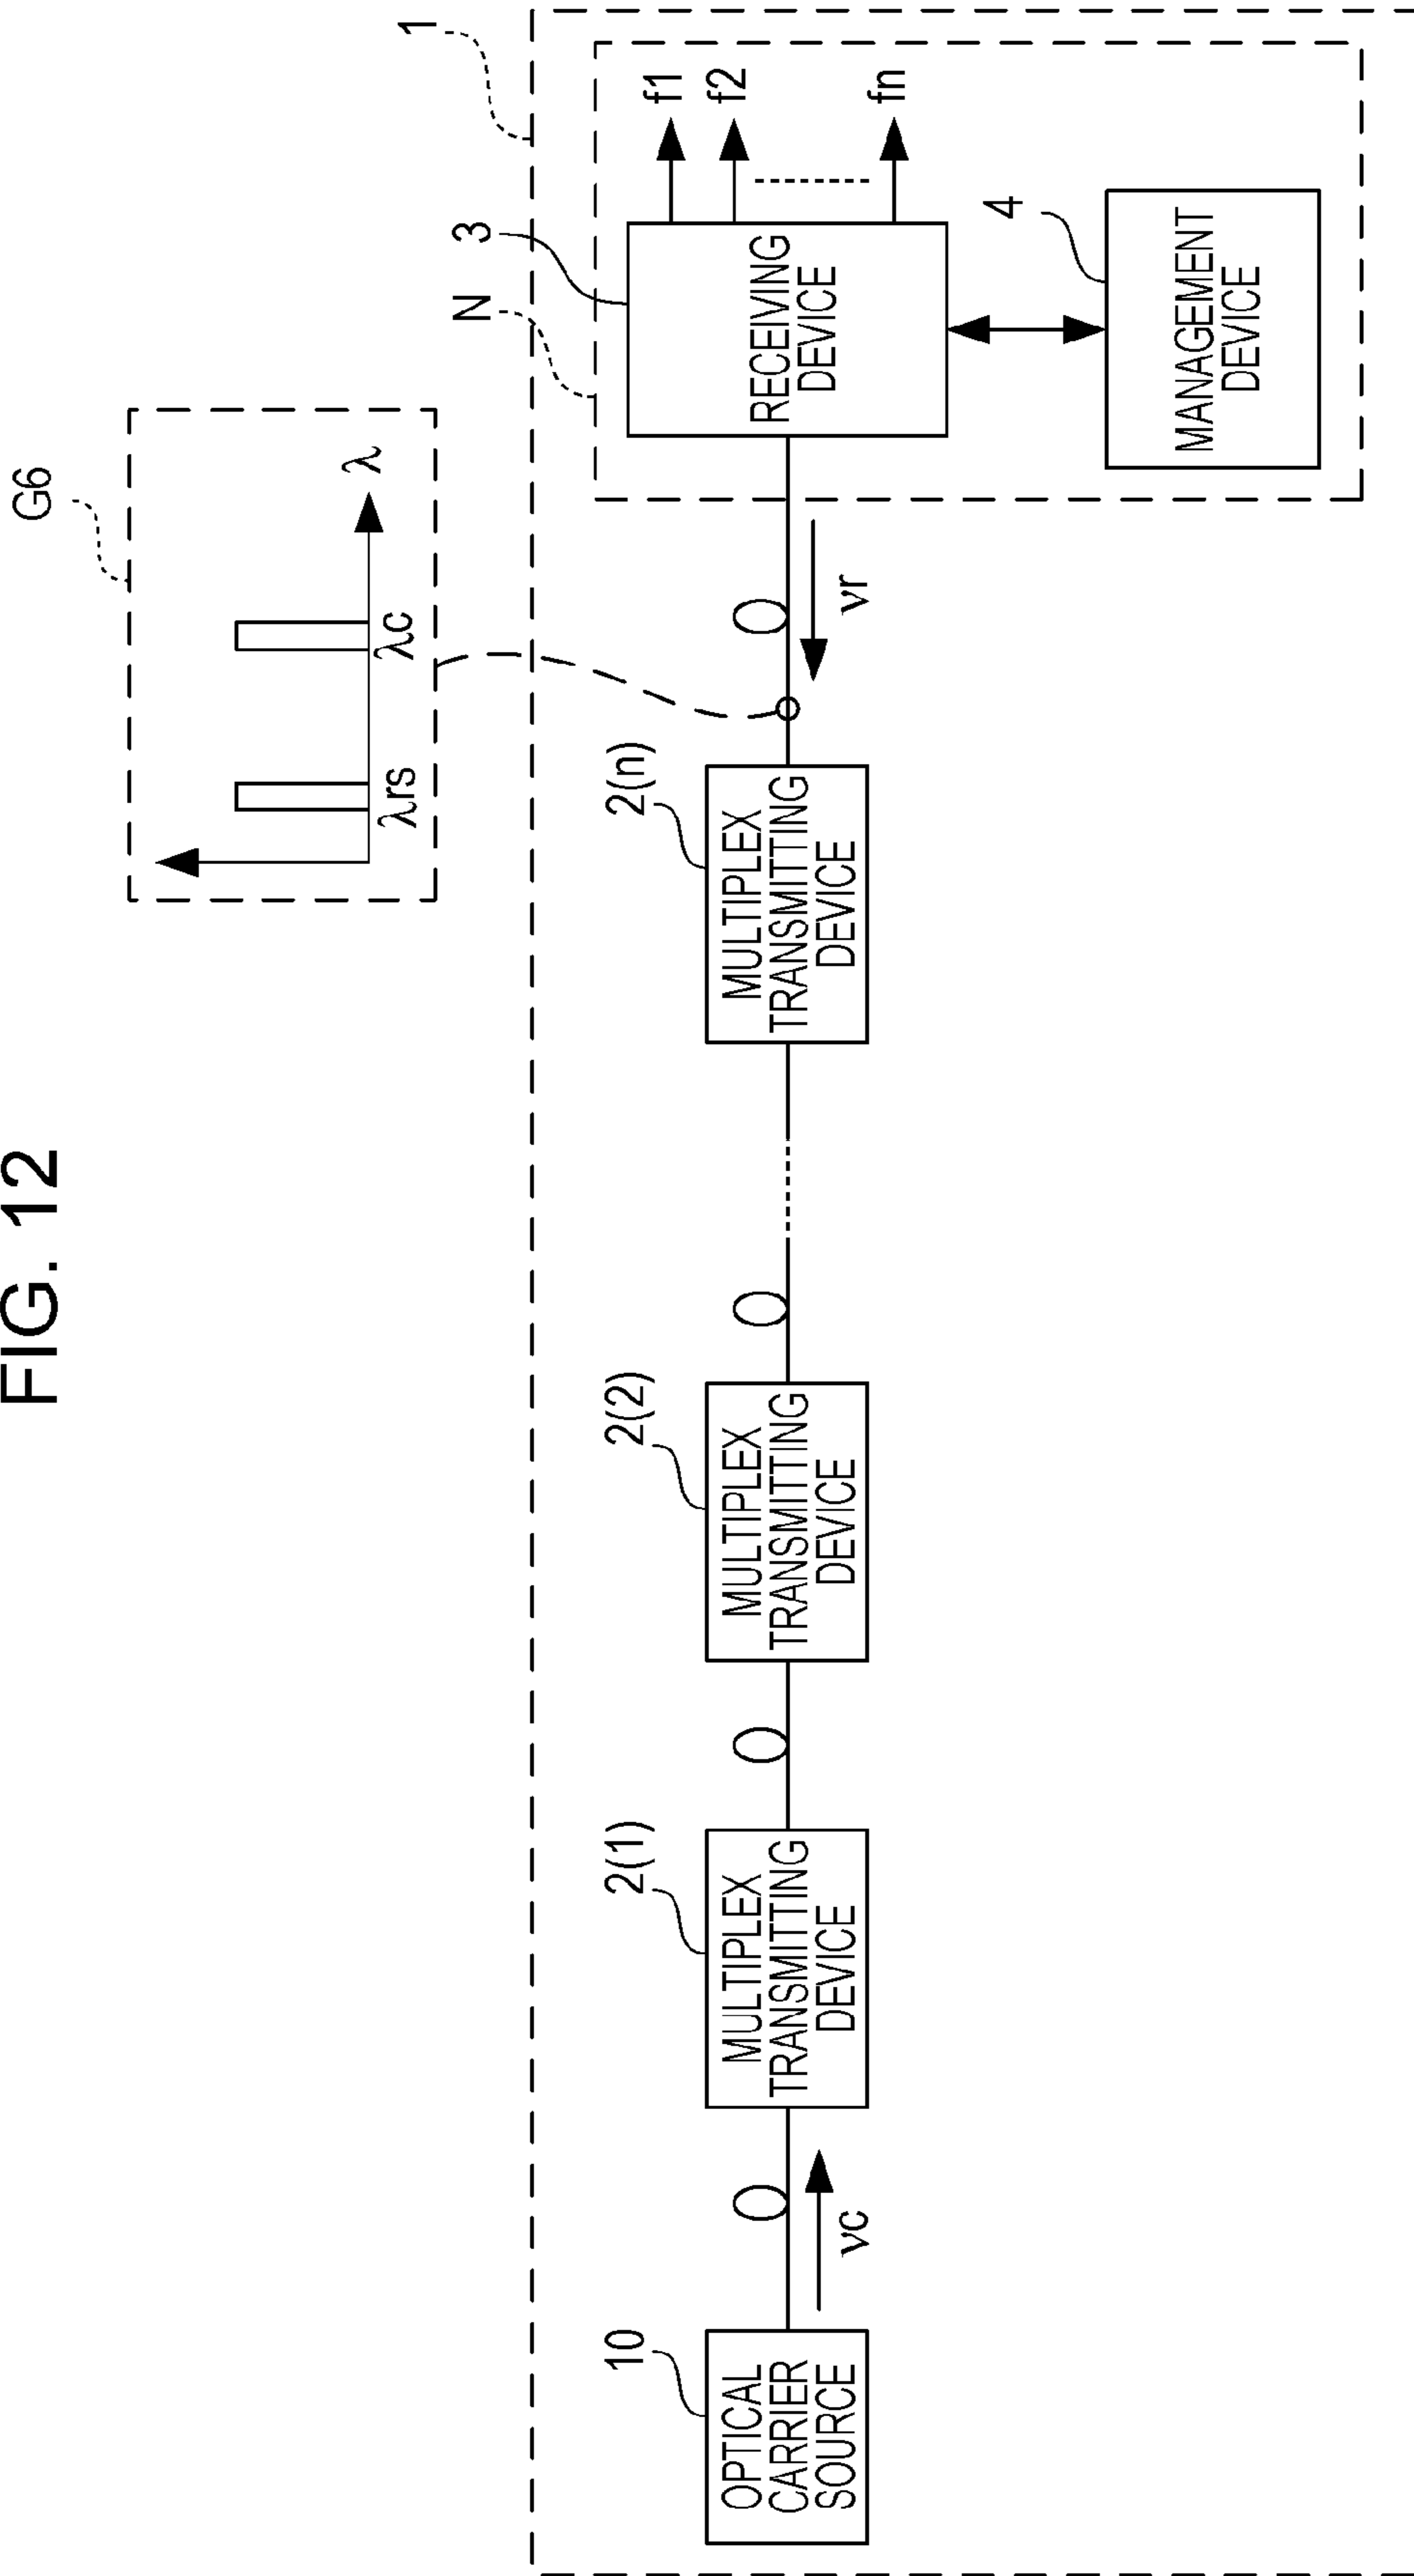 FIG. 12
G6
λrs
λc
λ
1
N
3
RECEIVING
DEVICE
f1
f2
fn
4
MANAGEMENT
DEVICE
10
OPTICAL
CARRIER
SOURCE
νc
2(1)
MULTIPLEX
TRANSMITTING
DEVICE
2(2)
MULTIPLEX
TRANSMITTING
DEVICE
2(n)
MULTIPLEX
TRANSMITTING
DEVICE
νr